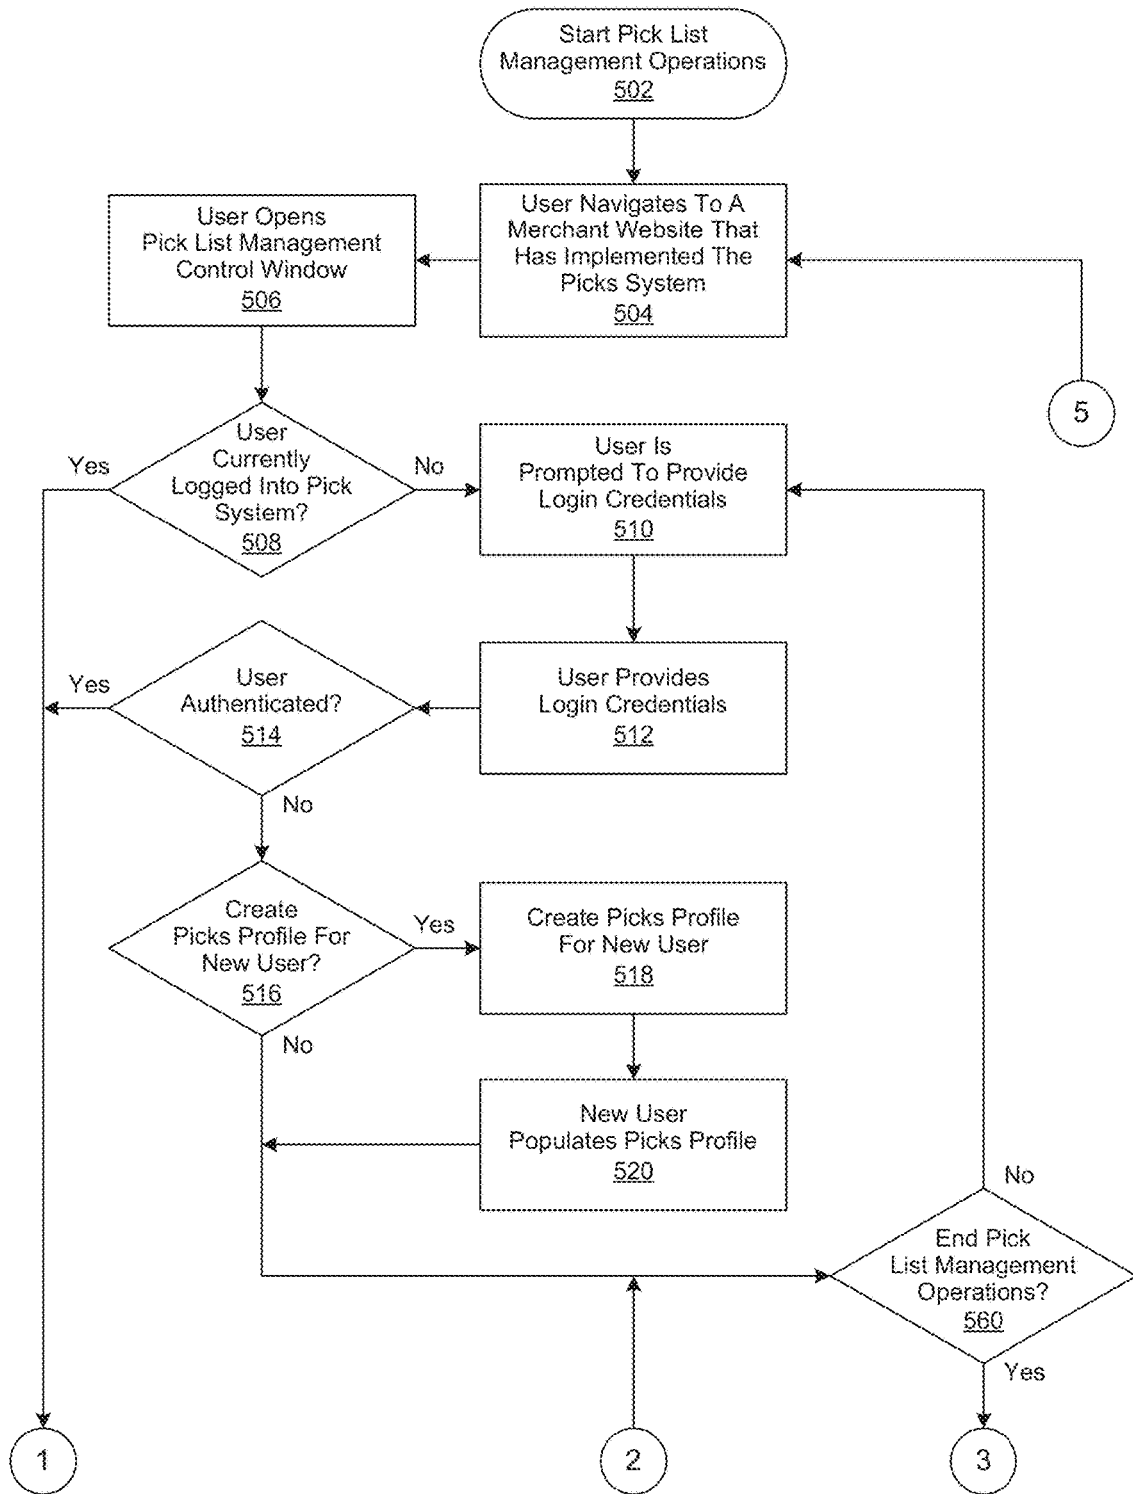 Start Pick List
Management Operations
502
User Navigates To A
Merchant Website That
Has Implemented The
Picks System
504
User Opens
Pick List Management
Control Window
506
5
User
Currently
Logged Into Pick
System?
508
Yes
No
User Is
Prompted To Provide
Login Credentials
510
User
Authenticated?
514
Yes
No
User Provides
Login Credentials
512
Create
Picks Profile For
New User?
516
Yes
No
Create Picks Profile
For New User
518
New User
Populates Picks Profile
520
No
End Pick
List Management
Operations?
560
Yes
1
2
3